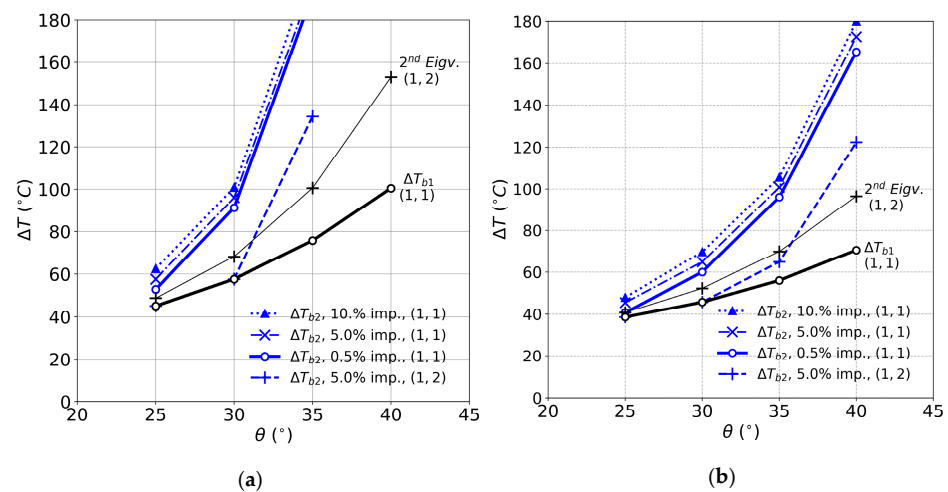 180
160
140
120
100
80
60
40
20
0
20
25
30
35
40
45
ΔT (°C)
θ (°)
2nd Eigv.
(1, 2)
ΔTb1
(1, 1)
ΔTb2, 10.% imp., (1, 1)
ΔTb2, 5.0% imp., (1, 1)
ΔTb2, 0.5% imp., (1, 1)
ΔTb2, 5.0% imp., (1, 2)
(a)
180
160
140
120
100
80
60
40
20
0
20
25
30
35
40
45
ΔT (°C)
θ (°)
2nd Eigv.
(1, 2)
ΔTb1
(1, 1)
ΔTb2, 10.% imp., (1, 1)
ΔTb2, 5.0% imp., (1, 1)
ΔTb2, 0.5% imp., (1, 1)
ΔTb2, 5.0% imp., (1, 2)
(b)